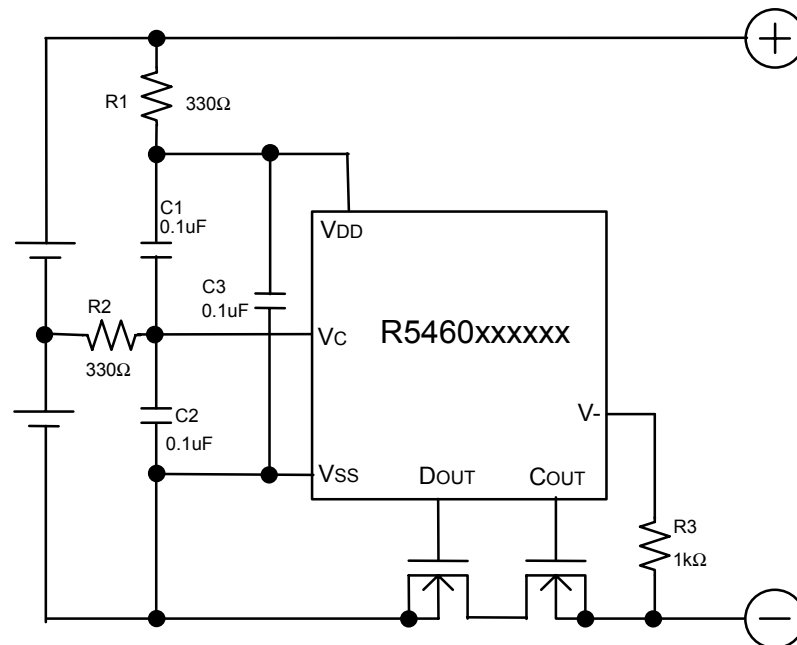 R1
330Ω
C1
0.1uF
VDD
C3
0.1uF
R2
330Ω
VC
R5460xxxxxx
C2
0.1uF
V-
VSS
DOUT
COUT
R3
1kΩ